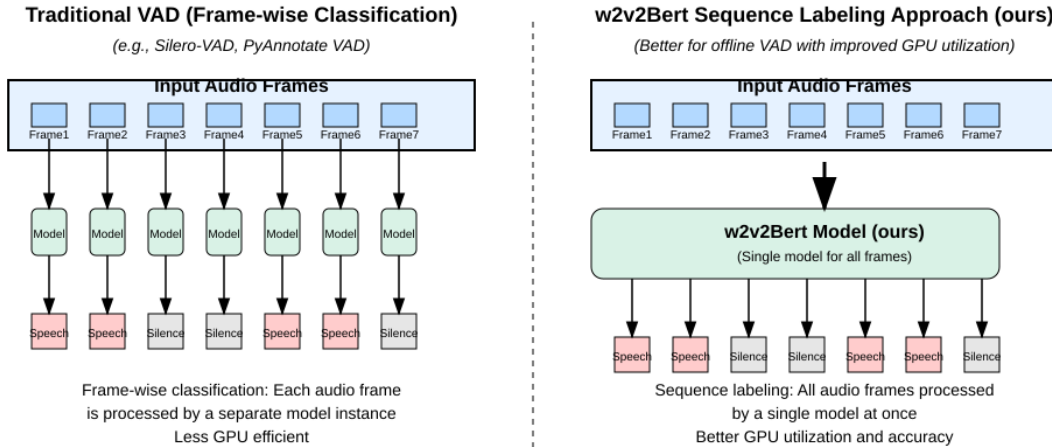 Traditional VAD (Frame-wise Classification)
(e.g., Silero-VAD, PyAnnotate VAD)
Input Audio Frames
Frame1 Frame2 Frame3 Frame4 Frame5 Frame6 Frame7
Model Model Model Model Model Model Model
Speech Speech Silence Silence Speech Speech Silence
Frame-wise classification: Each audio frame
is processed by a separate model instance
Less GPU efficient
w2v2Bert Sequence Labeling Approach (ours)
(Better for offline VAD with improved GPU utilization)
Input Audio Frames
Frame1 Frame2 Frame3 Frame4 Frame5 Frame6 Frame7
w2v2Bert Model (ours)
(Single model for all frames)
Speech Speech Silence Silence Speech Speech Silence
Sequence labeling: All audio frames processed
by a single model at once
Better GPU utilization and accuracy